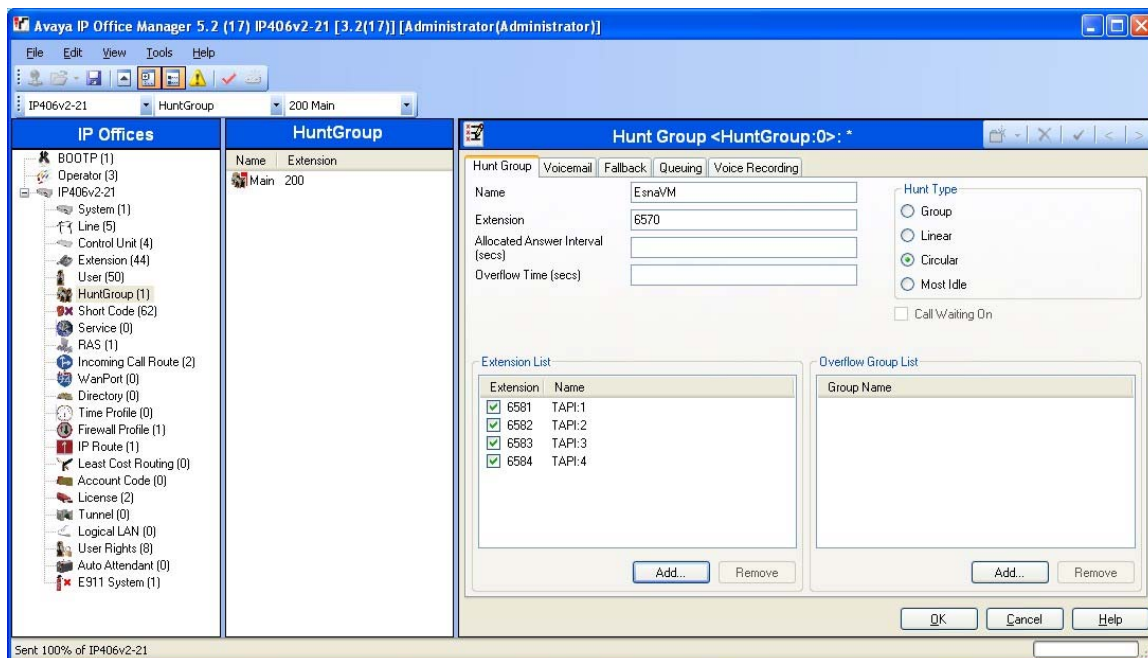 Avaya IP Office Manager 5.2 (17) IP406v2-21 [3.2(17)] [Administrator(Administrator)]
File Edit View Tools Help
IP406v2-21 HuntGroup 200 Main
IP Offices
BOOTP (1)
Operator (3)
IP406v2-21
System (1)
Line (5)
Control Unit (4)
Extension (44)
User (50)
HuntGroup (1)
Short Code (62)
Service (0)
RAS (1)
Incoming Call Route (2)
WanPort (0)
Directory (0)
Time Profile (0)
Firewall Profile (1)
IP Route (1)
Least Cost Routing (0)
Account Code (0)
License (2)
Tunnel (0)
Logical LAN (0)
User Rights (8)
Auto Attendant (0)
E911 System (1)
HuntGroup
Name Extension
Main 200
Hunt Group <HuntGroup:0>: *
Hunt Group Voicemail Fallback Queuing Voice Recording
Name EsnaVM
Extension 6570
Allocated Answer Interval
(secs)
Overflow Time (secs)
Hunt Type
Group
Linear
Circular
Most Idle
Call Waiting On
Extension List
Extension Name
6581 TAPI:1
6582 TAPI:2
6583 TAPI:3
6584 TAPI:4
Add... Remove
Overflow Group List
Group Name
Add... Remove
OK Cancel Help
Sent 100% of IP406v2-21